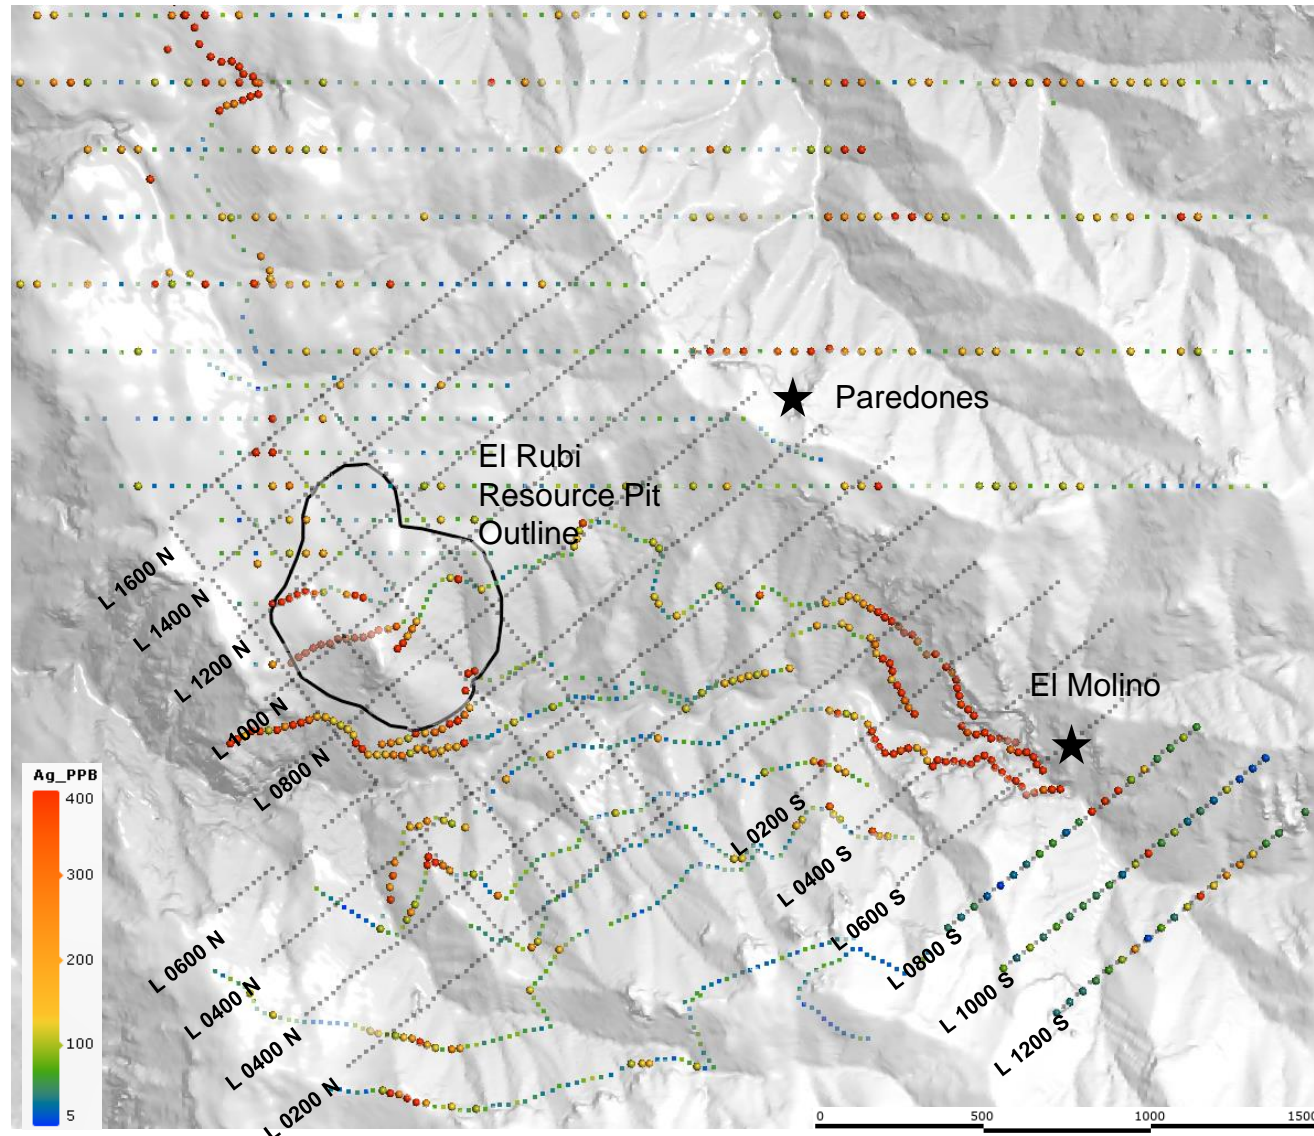 Paredones
El Rubi
Resource Pit
Outline
L 1600 N
L 1400 N
L 1200 N
L 1000 N
L 0800 N
El Molino
Ag_PPB
400
300
200
100
5
L 0200 S
L 0400 S
L 0600 S
L 0800 S
L 1000 S
L 1200 S
L 0600 N
L 0400 N
L 0400 N
L 0200 N
0 500 1000 1500